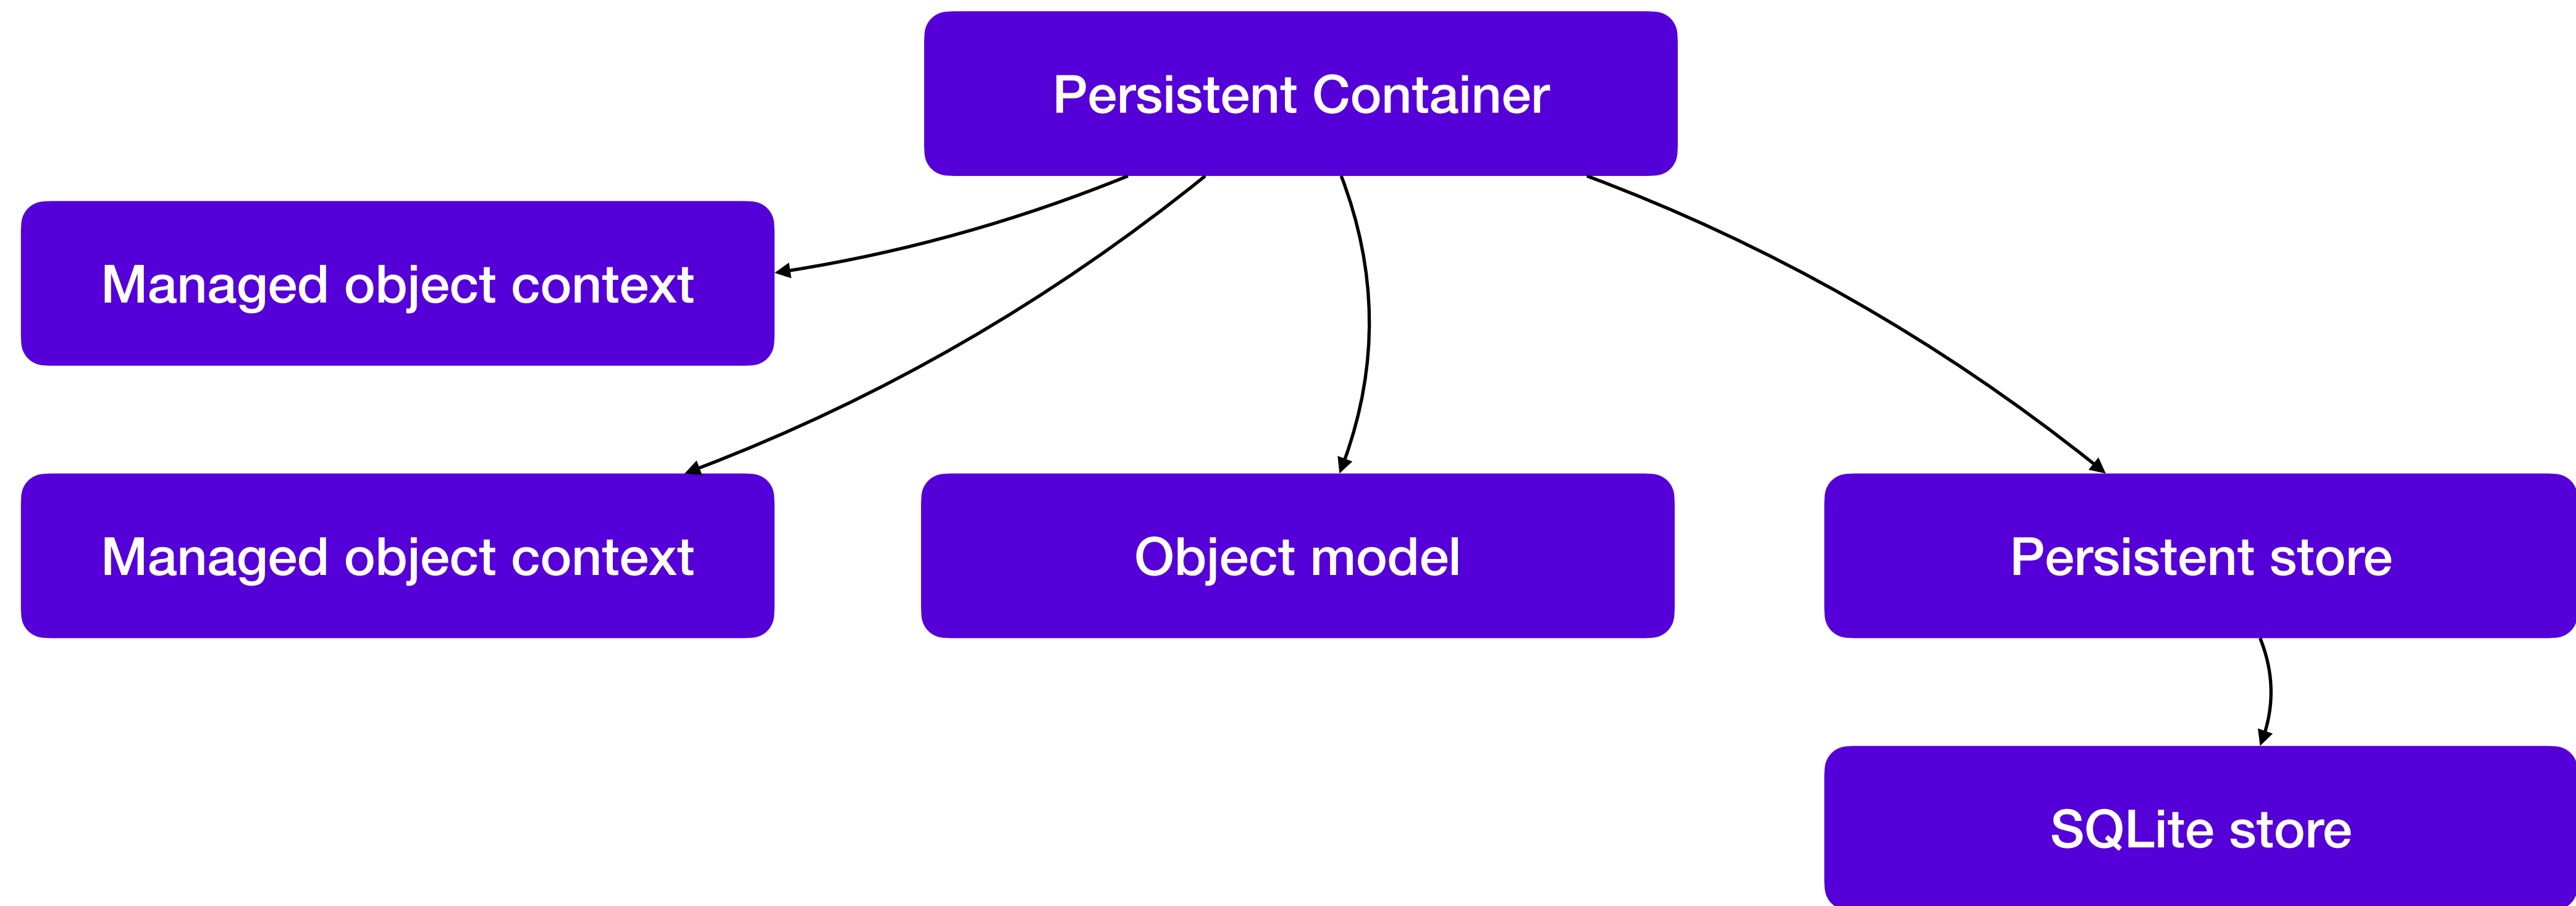 Persistent Container
Managed object context
Managed object context
Object model
Persistent store
SQLite store